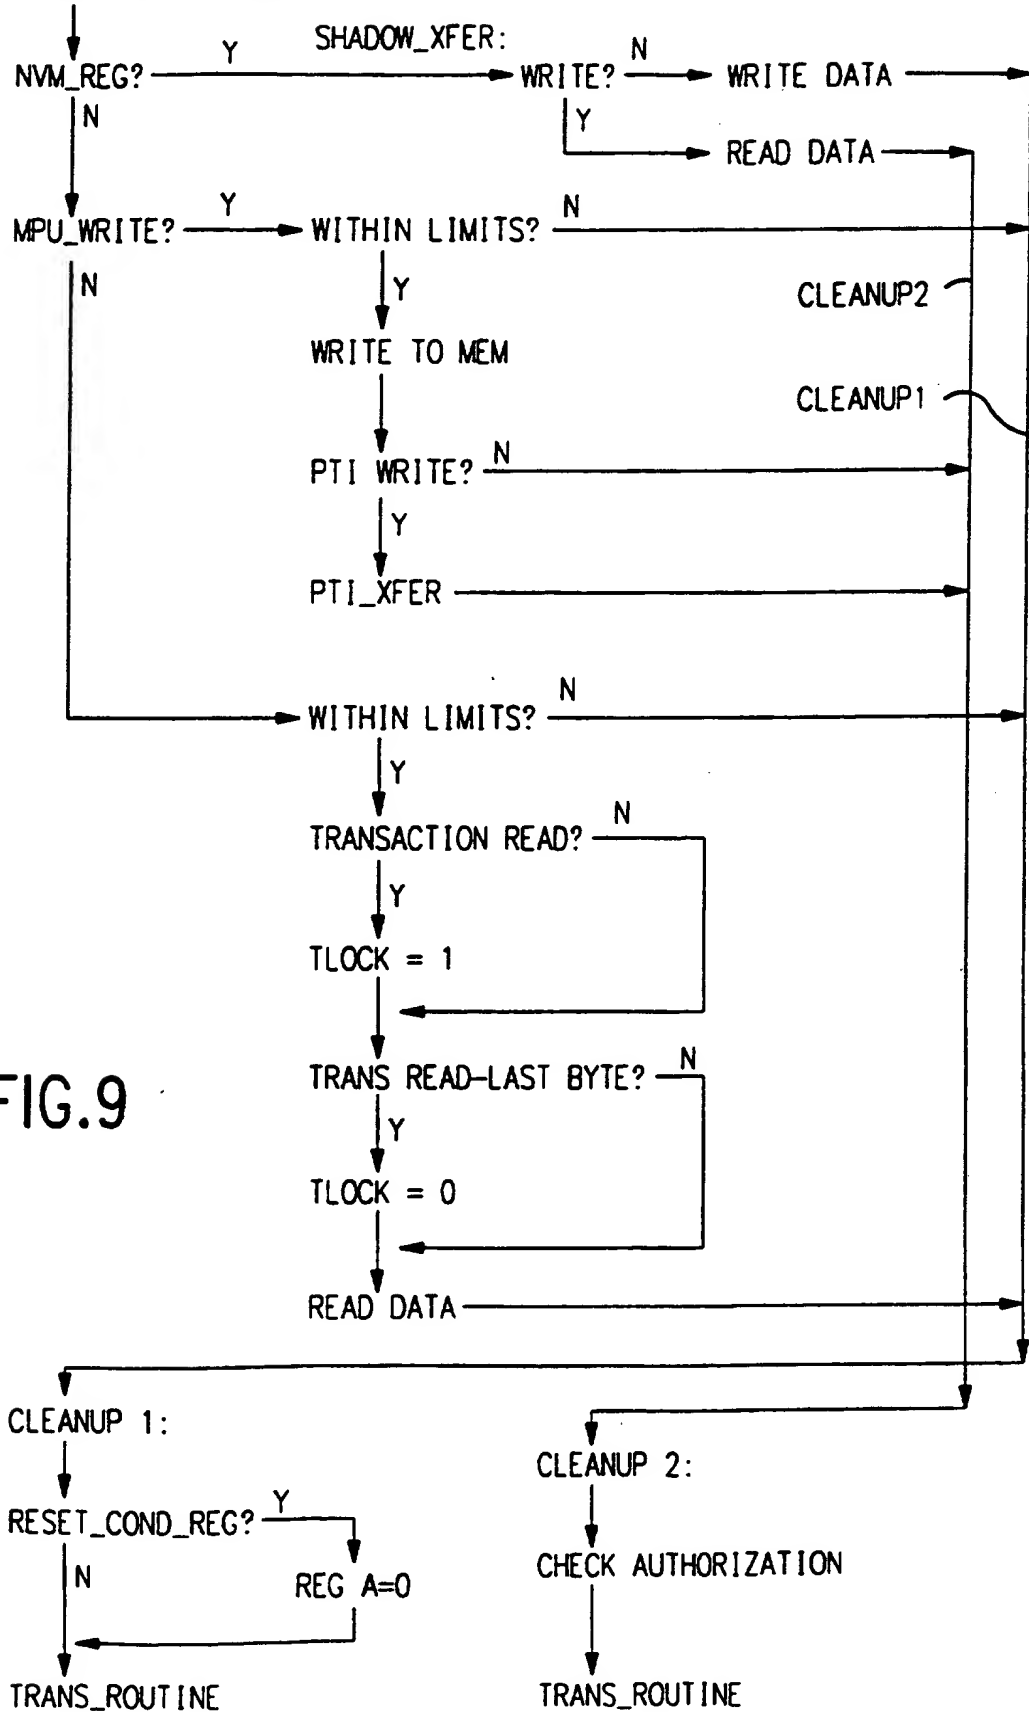 SHADOW_XFER:
NVM_REG? Y WRITE? N WRITE DATA
N Y READ DATA
MPU_WRITE? Y WITHIN LIMITS? N
N Y CLEANUP2
WRITE TO MEM
CLEANUP1
PTI WRITE? N
Y
PTI_XFER
WITHIN LIMITS? N
Y
TRANSACTION READ? N
Y
TLOCK = 1
TRANS READ-LAST BYTE? N
FIG.9
Y
TLOCK = 0
READ DATA
CLEANUP 1:
RESET_COND_REG? Y
N REG A=0
TRANS_ROUTINE
CLEANUP 2:
CHECK AUTHORIZATION
TRANS_ROUTINE